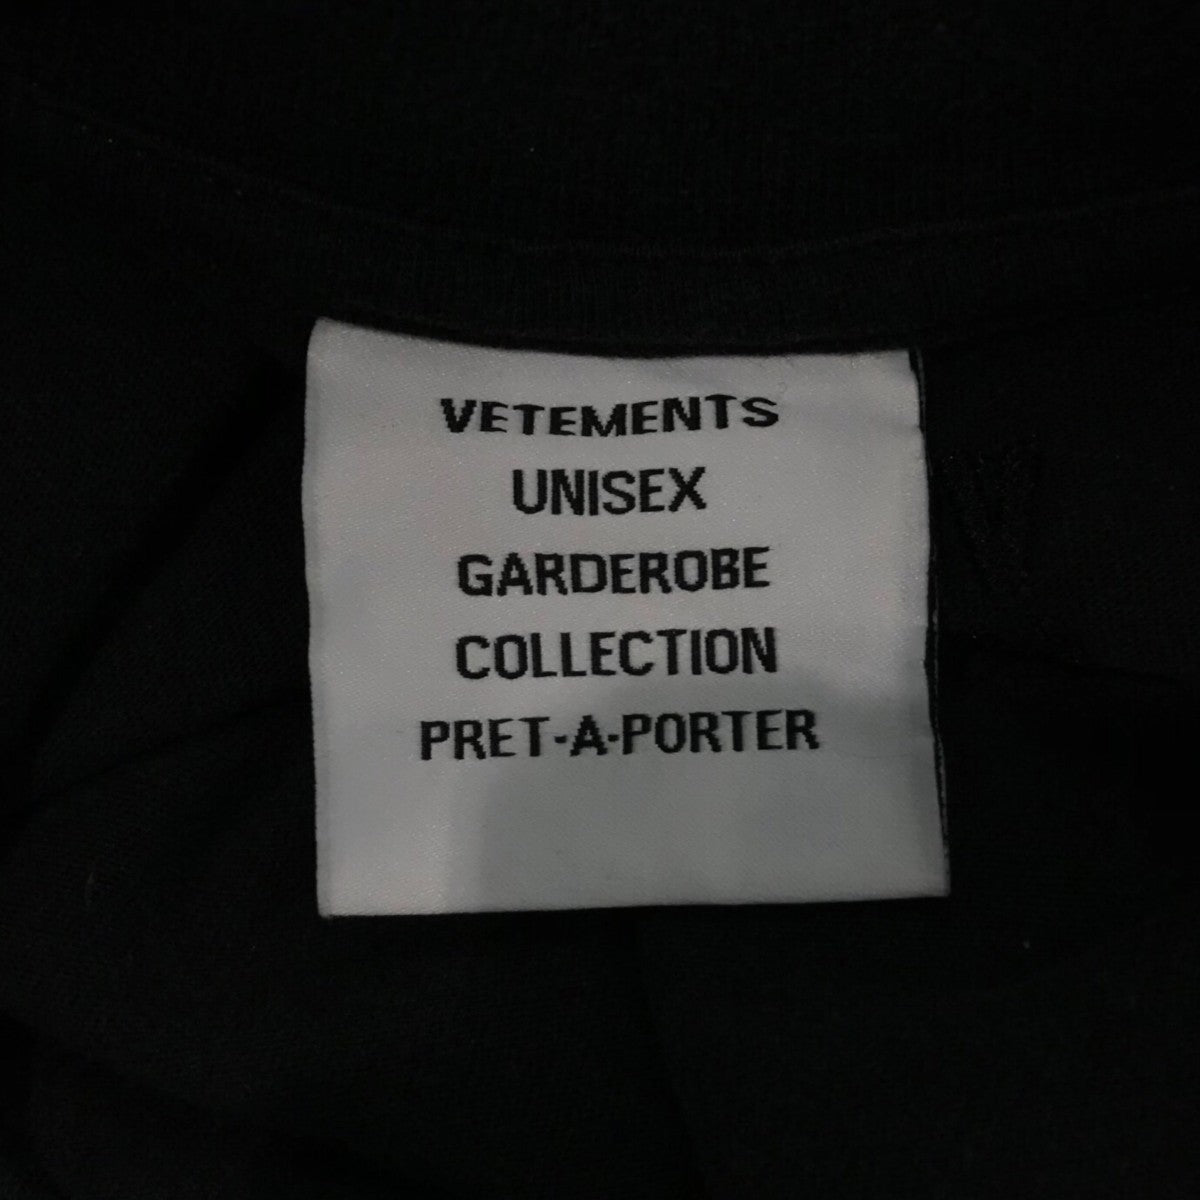 VETEMENTS
UNISEX
GARDEROBE
COLLECTION
PRET-A-PORTER